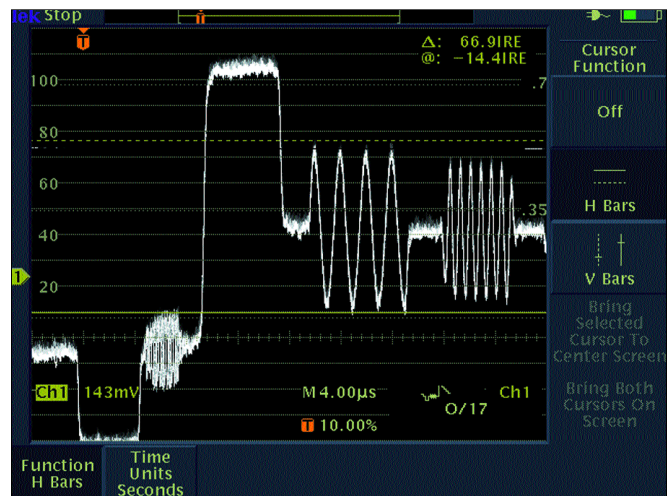 Tek Stop
T
Δ: 66.9IRE
@: -14.4IRE
100
.7
80
60
.35
40
1
20
Ch1 143mV M 4.00µs Ch1
O/17
T 10.00%
Cursor
Function
Off
H Bars
V Bars
Bring
Selected
Cursor To
Center Screen
Bring Both
Cursors On
Screen
Function
H Bars
Time
Units
Seconds